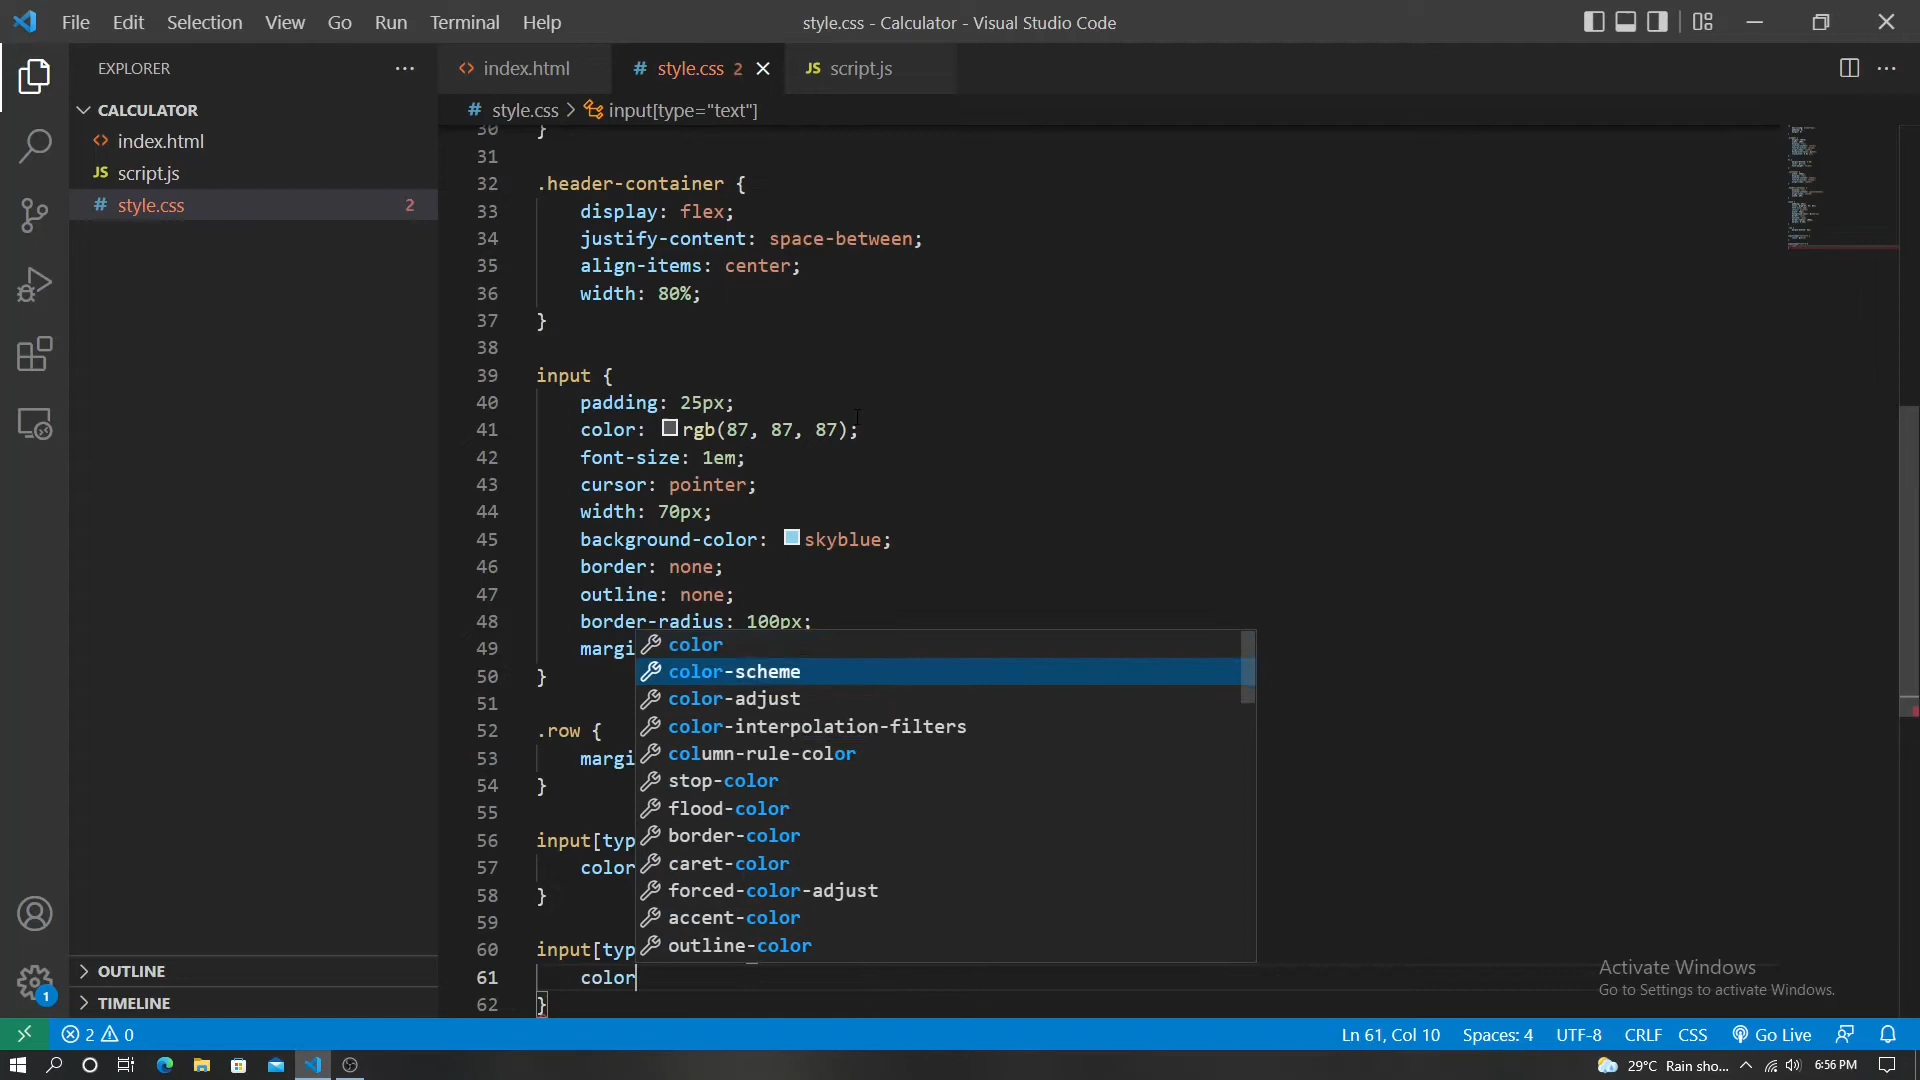 File Edit Selection View Go Run Terminal Help
style.css - Calculator - Visual Studio Code
EXPLORER
index.html
style.css 2
JS script.js
CALCULATOR
index.html
JS script.js
style.css 2
# style.css > input[type="text"]
30 }
31
32 .header-container {
33 display: flex;
34 justify-content: space-between;
35 align-items: center;
36 width: 80%;
37 }
38
39 input {
40 padding: 25px;
41 color: rgb(87, 87, 87);
42 font-size: 1em;
43 cursor: pointer;
44 width: 70px;
45 background-color: skyblue;
46 border: none;
47 outline: none;
48 border-radius: 100px;
49 margi
50 }
51
52 .row {
53 margi
54 }
55
56 input[typ
57 color
58 }
59
60 input[typ
61 color
62 }
color
color-scheme
color-adjust
color-interpolation-filters
column-rule-color
stop-color
flood-color
border-color
caret-color
forced-color-adjust
accent-color
outline-color
OUTLINE
TIMELINE
1
Activate Windows
Go to Settings to activate Windows.
2 0
Ln 61, Col 10 Spaces: 4 UTF-8 CRLF CSS Go Live
29°C Rain sho... 6:56 PM